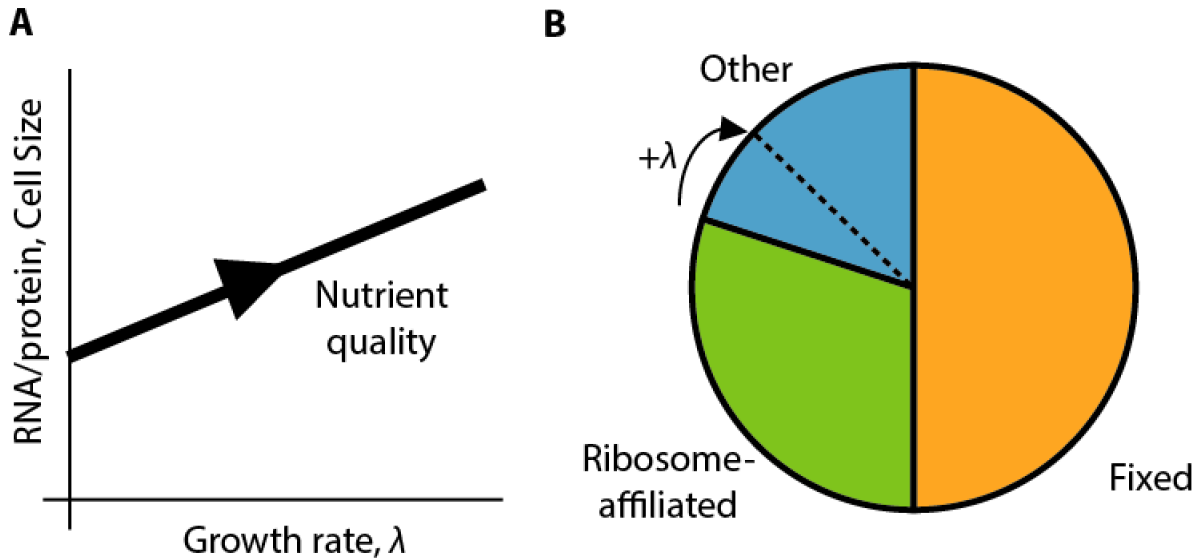 A
RNA/protein, Cell Size
Nutrient
quality
Growth rate, λ
B
Other
+λ
Ribosome-
affiliated
Fixed